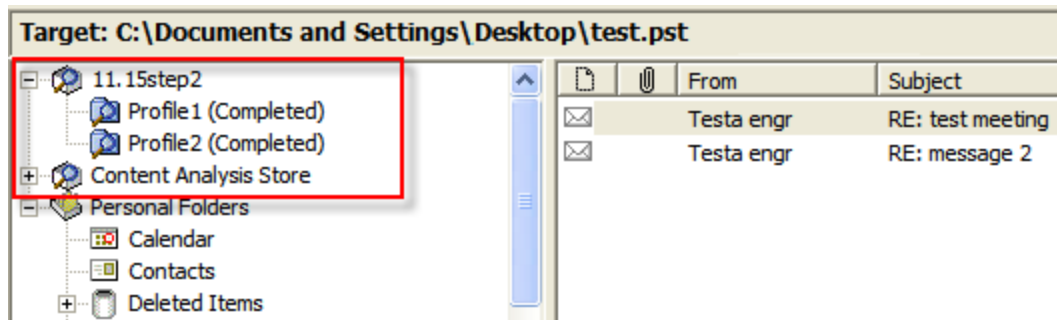 Target: C:\Documents and Settings\Desktop\test.pst
11.15step2
Profile1 (Completed)
Profile2 (Completed)
Content Analysis Store
Personal Folders
Calendar
Contacts
Deleted Items
From Subject
Testa engr RE: test meeting
Testa engr RE: message 2